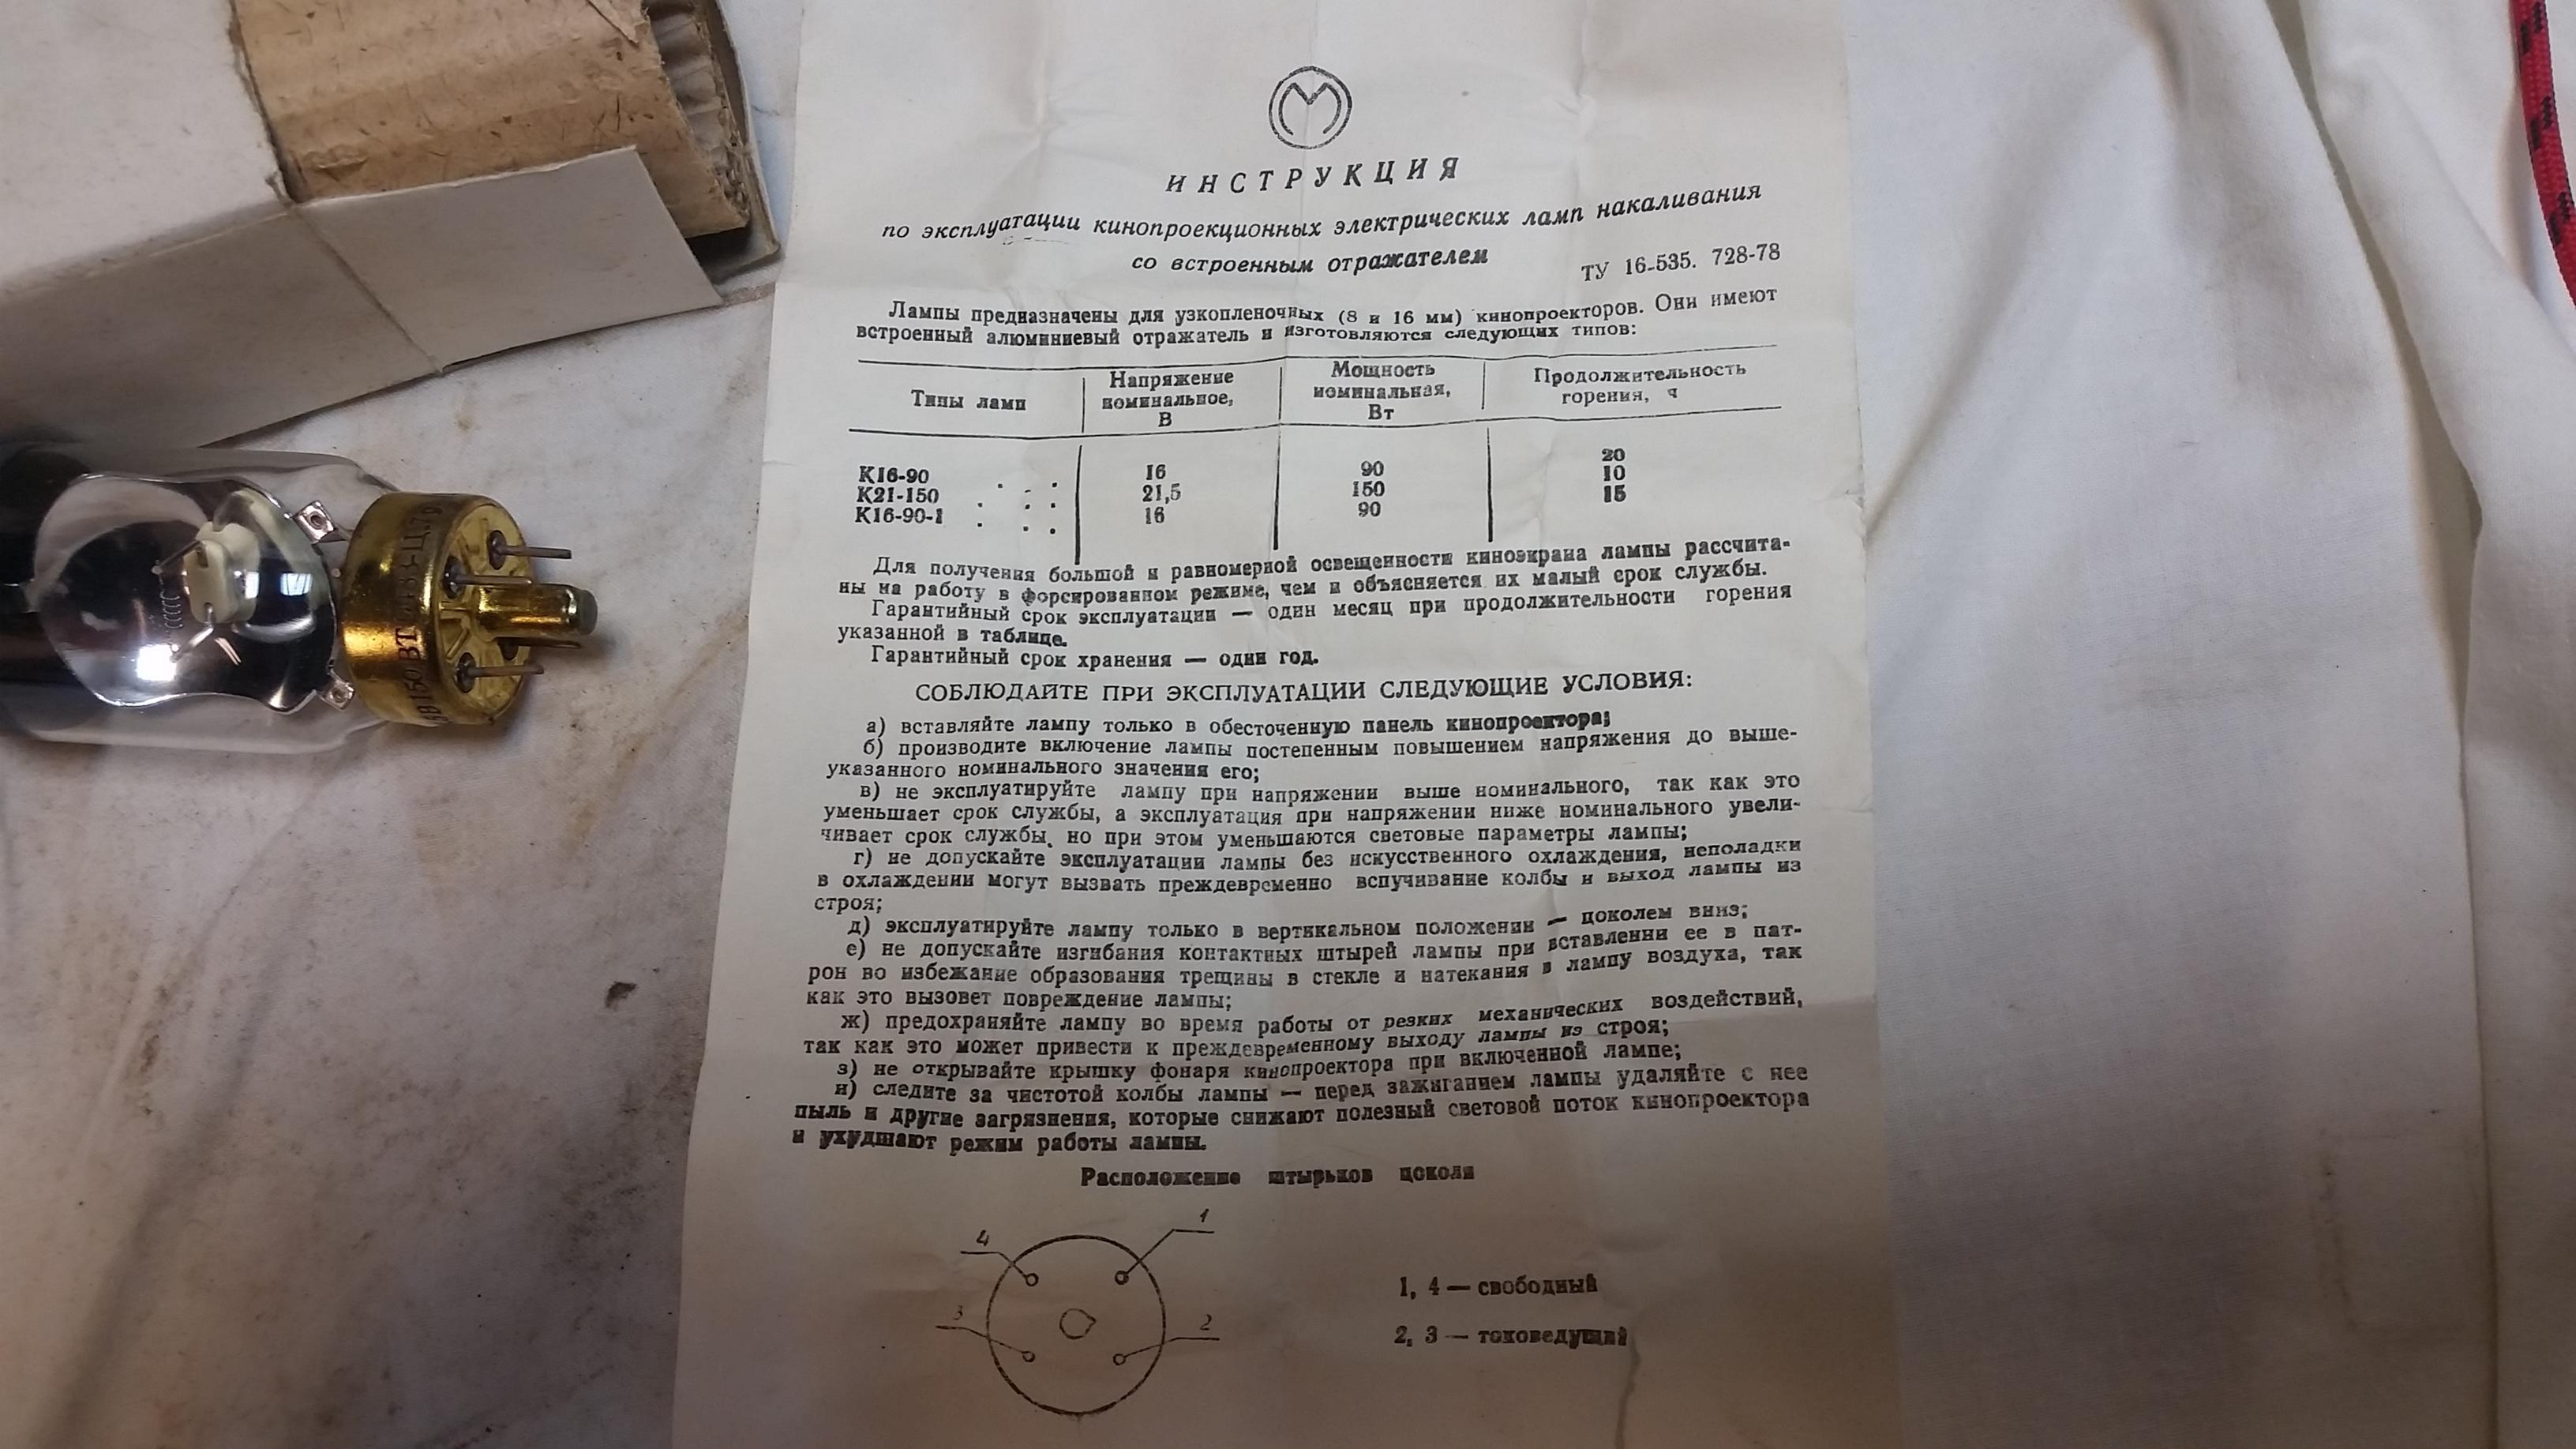 М
ИНСТРУКЦИЯ
по эксплуатации кинопроекционных электрических ламп накаливания
со встроенным отражателем
ТУ 16-535. 728-78
Лампы предназначены для узкопленочных (8 и 16 мм) кинопроекторов. Они имеют
встроенный алюминиевый отражатель и изготовляются следующих типов:
Типы ламп Напряжение номинальное, В Мощность номинальная, Вт Продолжительность горения, ч
К16-90 . . 16 90 20
К21-150 . . . 21,5 150 10
К16-90-1 . . . 16 90 15
Для получения большой и равномерной освещенности киноэкрана лампы рассчита-
ны на работу в форсированном режиме, чем и объясняется их малый срок службы.
Гарантийный срок эксплуатации — один месяц при продолжительности горения
указанной в таблице.
Гарантийный срок хранения — один год.
СОБЛЮДАЙТЕ ПРИ ЭКСПЛУАТАЦИИ СЛЕДУЮЩИЕ УСЛОВИЯ:
а) вставляйте лампу только в обесточенную панель кинопроектора;
б) производите включение лампы постепенным повышением напряжения до выше-
указанного номинального значения его;
в) не эксплуатируйте лампу при напряжении выше номинального, так как это
уменьшает срок службы, а эксплуатация при напряжении ниже номинального увели-
чивает срок службы, но при этом уменьшаются световые параметры лампы;
г) не допускайте эксплуатации лампы без искусственного охлаждения, неполадки
в охлаждении могут вызвать преждевременно вспучивание колбы и выход лампы из
строя;
д) эксплуатируйте лампу только в вертикальном положении — цоколем вниз;
е) не допускайте изгибания контактных штырей лампы при вставлении ее в пат-
рон во избежание образования трещины в стекле и натекания в лампу воздуха, так
как это вызовет повреждение лампы;
ж) предохраняйте лампу во время работы от резких механических воздействий,
так как это может привести к преждевременному выходу лампы из строя;
з) не открывайте крышку фонаря кинопроектора при включенной лампе;
и) следите за чистотой колбы лампы — перед зажиганием лампы удаляйте с нее
пыль и другие загрязнения, которые снижают полезный световой поток кинопроектора
и ухудшают режим работы лампы.
Расположение штырьков цоколя
4 1
3 2
1, 4 — свободный
2, 3 — токоведущий
150 ВТ